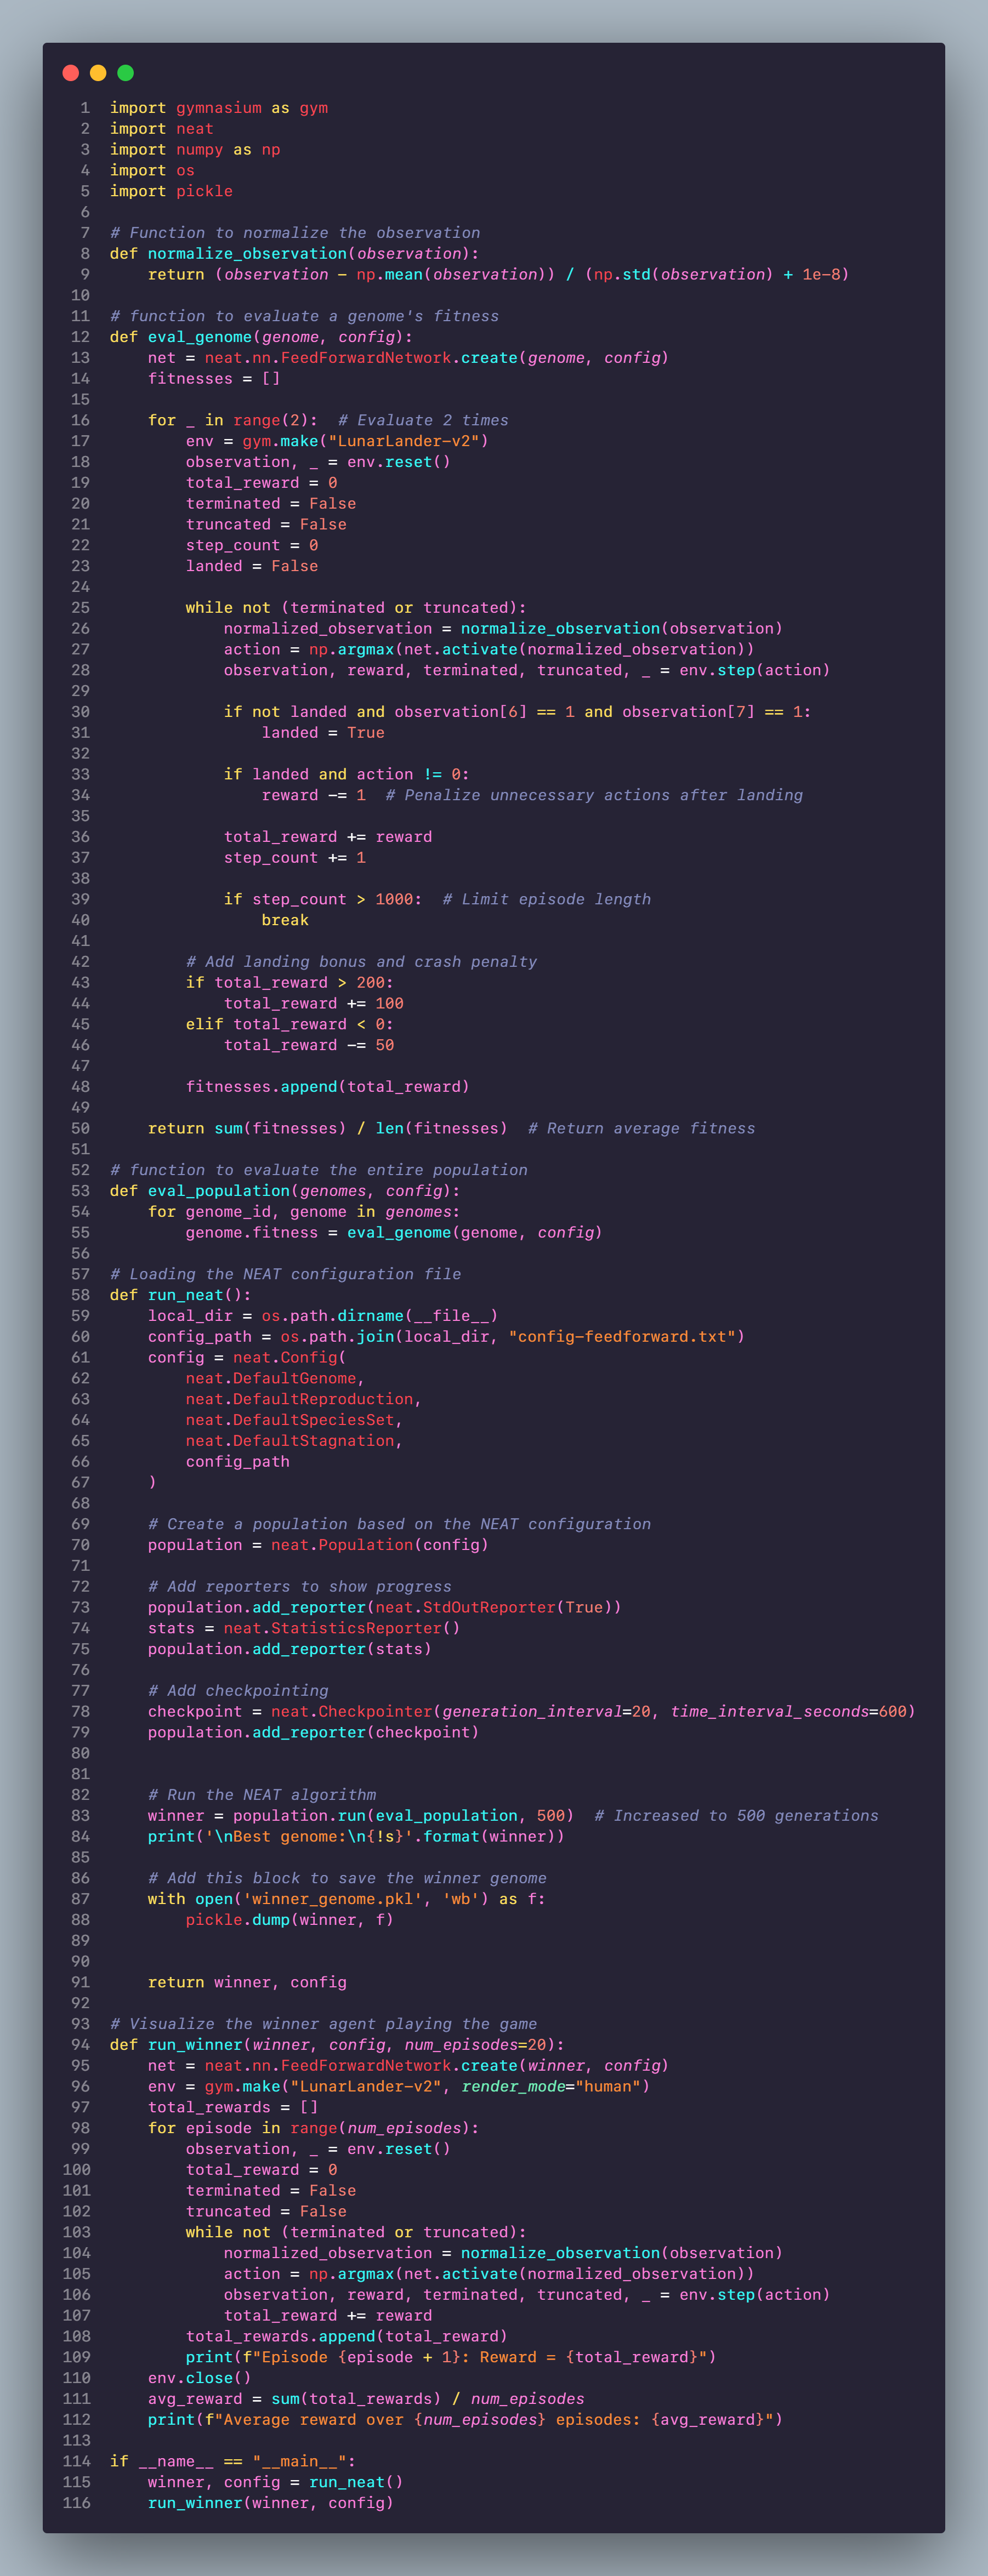 1 import gymnasium as gym
2 import neat
3 import numpy as np
4 import os
5 import pickle
6
7 # Function to normalize the observation
8 def normalize_observation(observation):
9     return (observation - np.mean(observation)) / (np.std(observation) + 1e-8)
10
11 # function to evaluate a genome's fitness
12 def eval_genome(genome, config):
13     net = neat.nn.FeedForwardNetwork.create(genome, config)
14     fitnesses = []
15
16     for _ in range(2):  # Evaluate 2 times
17         env = gym.make("LunarLander-v2")
18         observation, _ = env.reset()
19         total_reward = 0
20         terminated = False
21         truncated = False
22         step_count = 0
23         landed = False
24
25         while not (terminated or truncated):
26             normalized_observation = normalize_observation(observation)
27             action = np.argmax(net.activate(normalized_observation))
28             observation, reward, terminated, truncated, _ = env.step(action)
29
30             if not landed and observation[6] == 1 and observation[7] == 1:
31                 landed = True
32
33             if landed and action != 0:
34                 reward -= 1  # Penalize unnecessary actions after landing
35
36             total_reward += reward
37             step_count += 1
38
39             if step_count > 1000:  # Limit episode length
40                 break
41
42         # Add landing bonus and crash penalty
43         if total_reward > 200:
44             total_reward += 100
45         elif total_reward < 0:
46             total_reward -= 50
47
48         fitnesses.append(total_reward)
49
50     return sum(fitnesses) / len(fitnesses)  # Return average fitness
51
52 # function to evaluate the entire population
53 def eval_population(genomes, config):
54     for genome_id, genome in genomes:
55         genome.fitness = eval_genome(genome, config)
56
57 # Loading the NEAT configuration file
58 def run_neat():
59     local_dir = os.path.dirname(__file__)
60     config_path = os.path.join(local_dir, "config-feedforward.txt")
61     config = neat.Config(
62         neat.DefaultGenome,
63         neat.DefaultReproduction,
64         neat.DefaultSpeciesSet,
65         neat.DefaultStagnation,
66         config_path
67     )
68
69     # Create a population based on the NEAT configuration
70     population = neat.Population(config)
71
72     # Add reporters to show progress
73     population.add_reporter(neat.StdOutReporter(True))
74     stats = neat.StatisticsReporter()
75     population.add_reporter(stats)
76
77     # Add checkpointing
78     checkpoint = neat.Checkpointer(generation_interval=20, time_interval_seconds=600)
79     population.add_reporter(checkpoint)
80
81
82     # Run the NEAT algorithm
83     winner = population.run(eval_population, 500)  # Increased to 500 generations
84     print('\nBest genome:\n{!s}'.format(winner))
85
86     # Add this block to save the winner genome
87     with open('winner_genome.pkl', 'wb') as f:
88         pickle.dump(winner, f)
89
90
91     return winner, config
92
93 # Visualize the winner agent playing the game
94 def run_winner(winner, config, num_episodes=20):
95     net = neat.nn.FeedForwardNetwork.create(winner, config)
96     env = gym.make("LunarLander-v2", render_mode="human")
97     total_rewards = []
98     for episode in range(num_episodes):
99         observation, _ = env.reset()
100         total_reward = 0
101         terminated = False
102         truncated = False
103         while not (terminated or truncated):
104             normalized_observation = normalize_observation(observation)
105             action = np.argmax(net.activate(normalized_observation))
106             observation, reward, terminated, truncated, _ = env.step(action)
107             total_reward += reward
108         total_rewards.append(total_reward)
109         print(f"Episode {episode + 1}: Reward = {total_reward}")
110     env.close()
111     avg_reward = sum(total_rewards) / num_episodes
112     print(f"Average reward over {num_episodes} episodes: {avg_reward}")
113
114 if __name__ == "__main__":
115     winner, config = run_neat()
116     run_winner(winner, config)